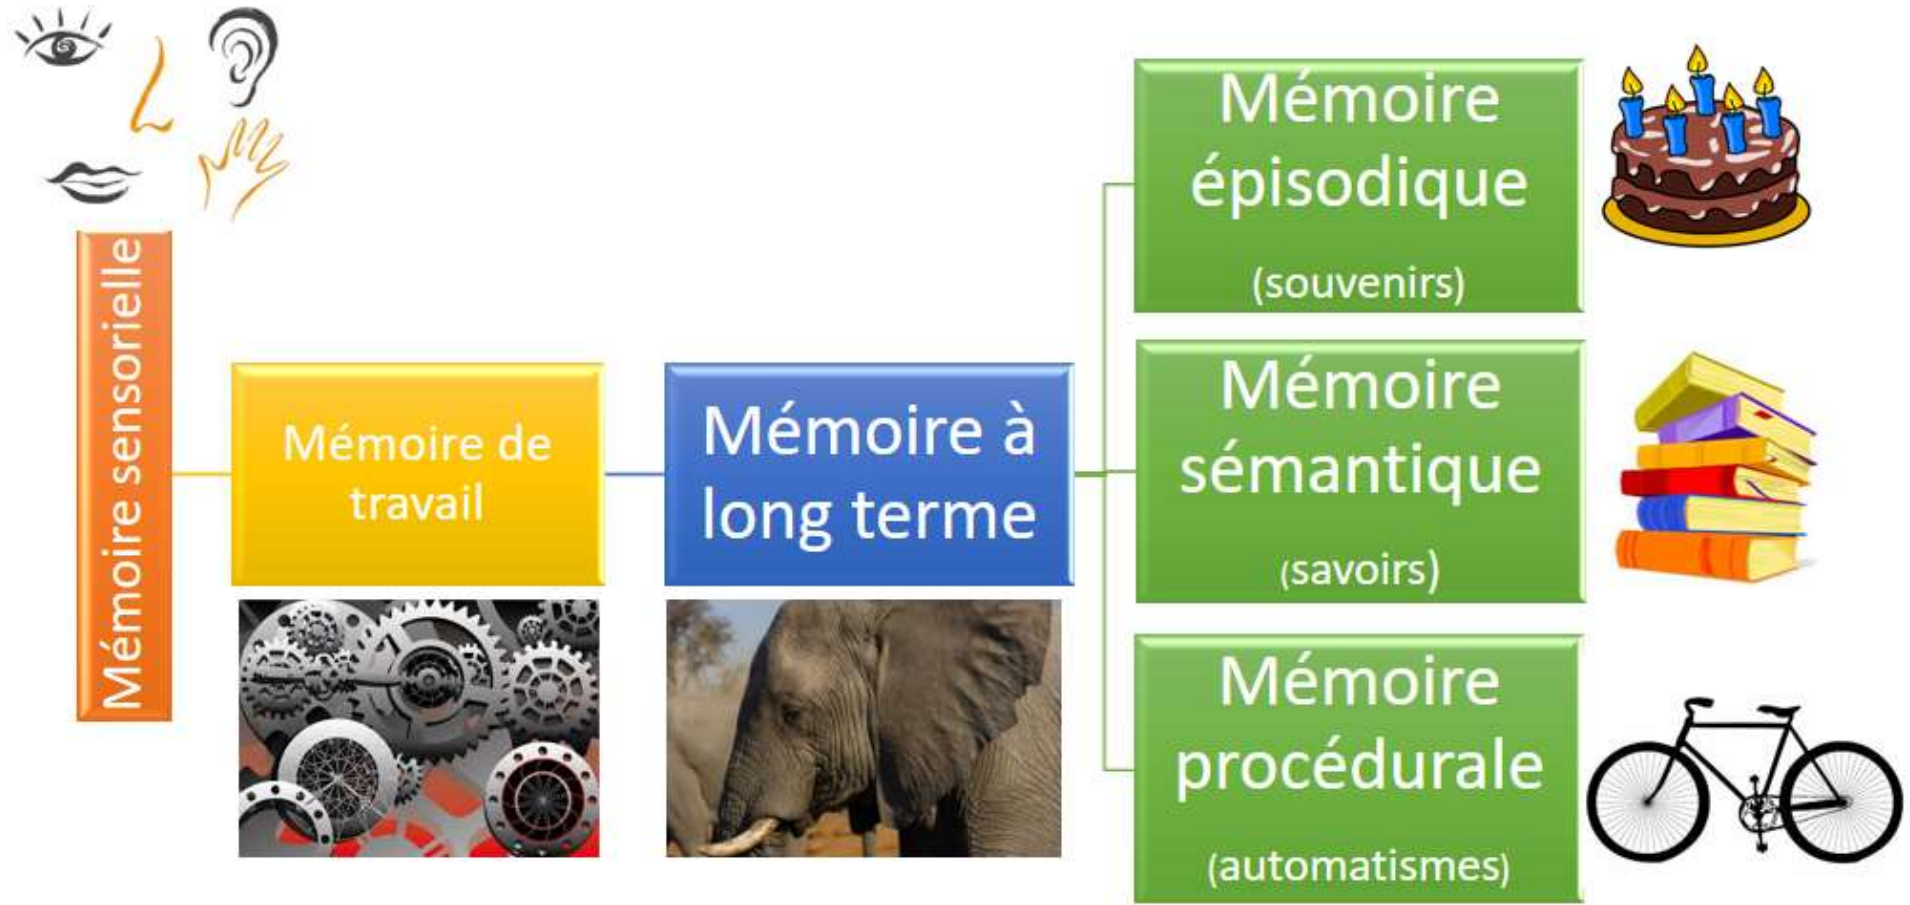 Mémoire sensorielle
Mémoire de
travail
Mémoire à
long terme
Mémoire
épisodique
(souvenirs)
Mémoire
sémantique
(savoirs)
Mémoire
procédurale
(automatismes)